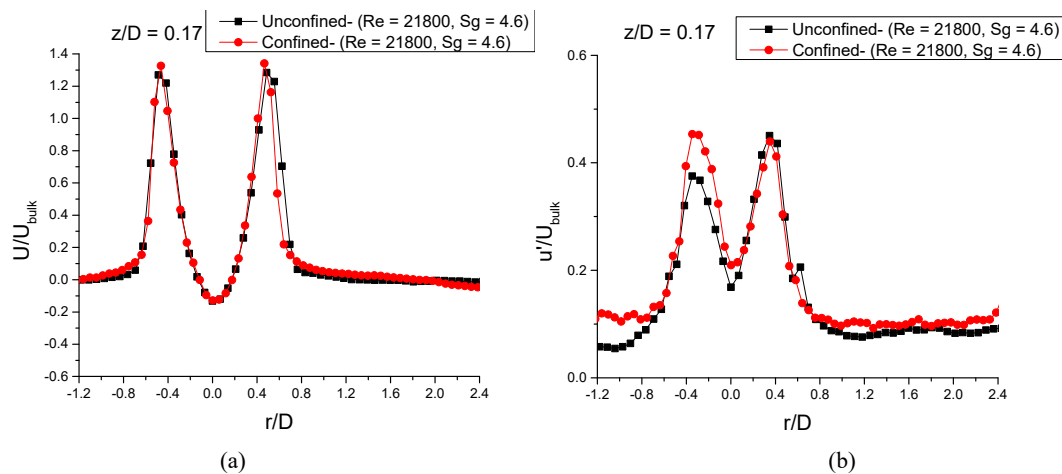 z/D = 0.17
Unconfined- (Re = 21800, Sg = 4.6)
Confined- (Re = 21800, Sg = 4.6)
1.4
1.2
1.0
0.8
0.6
0.4
0.2
0.0
-0.2
-0.4
-0.6
U/Ubulk
-1.2 -0.8 -0.4 0.0 0.4 0.8 1.2 1.6 2.0 2.4
r/D
(a)
z/D = 0.17
Unconfined- (Re = 21800, Sg = 4.6)
Confined- (Re = 21800, Sg = 4.6)
0.6
0.4
0.2
0.0
u'/Ubulk
-1.2 -0.8 -0.4 0.0 0.4 0.8 1.2 1.6 2.0 2.4
r/D
(b)